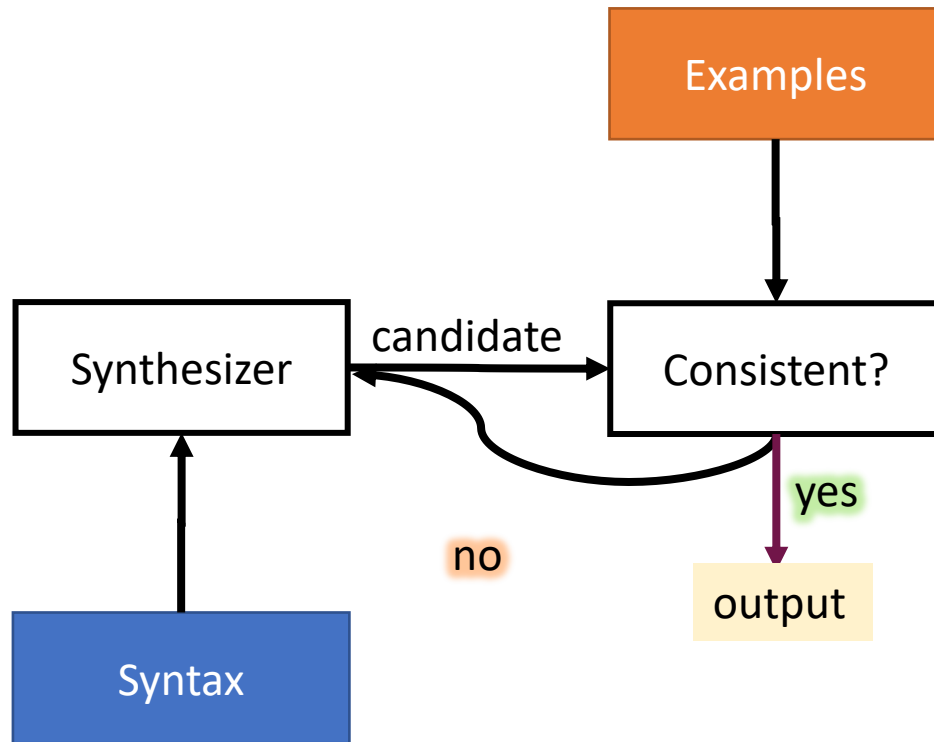 Examples
candidate
Synthesizer
Consistent?
yes
no
output
Syntax